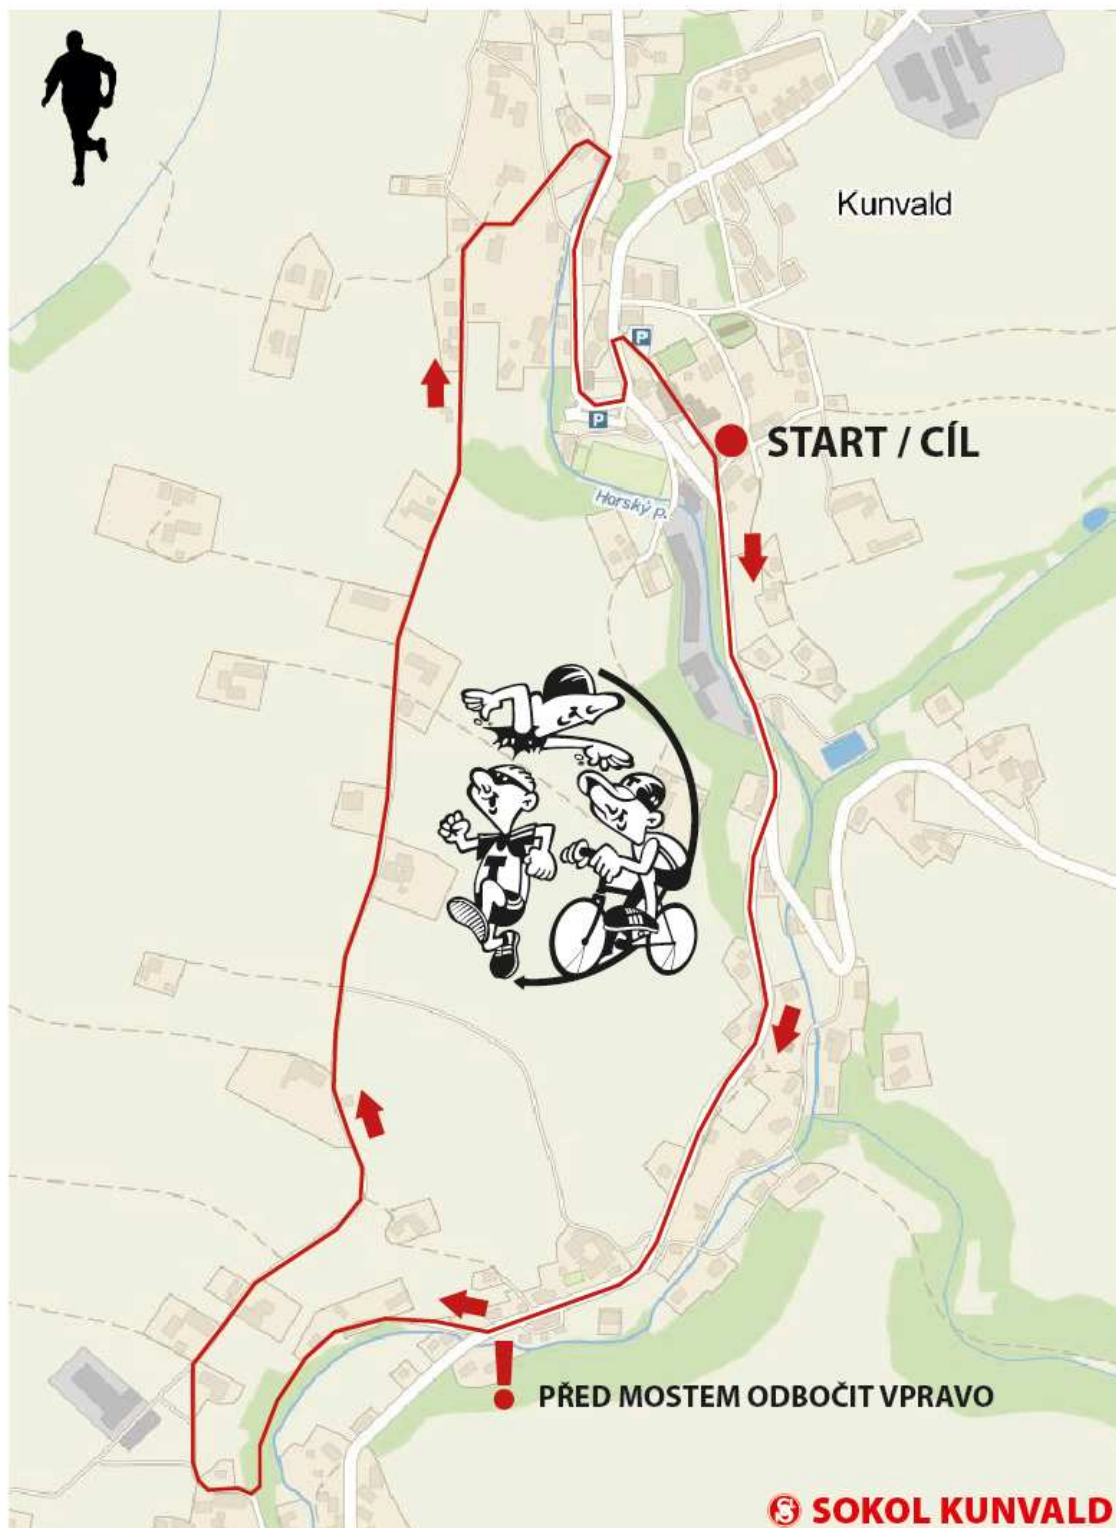 Kunvald
P
START / CÍL
P
Horský p.
T
T
PŘED MOSTEM ODBOČIT VPRAVO
SOKOL KUNVALD